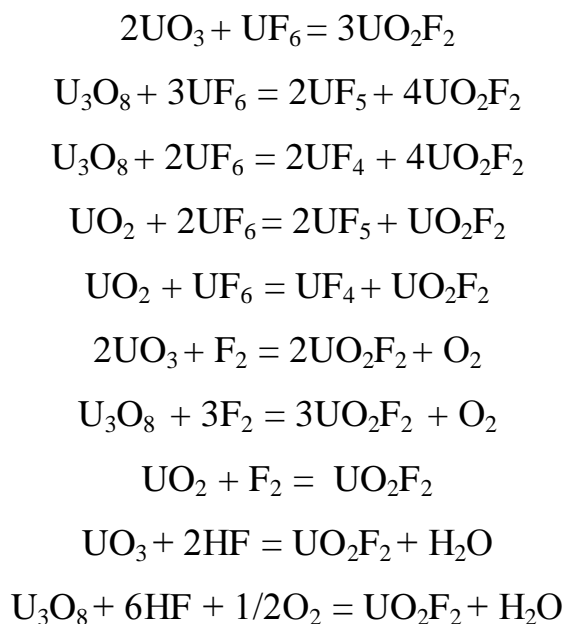 2UO₃ + UF₆ = 3UO₂F₂
U₃O₈ + 3UF₆ = 2UF₅ + 4UO₂F₂
U₃O₈ + 2UF₆ = 2UF₄ + 4UO₂F₂
UO₂ + 2UF₆ = 2UF₅ + UO₂F₂
UO₂ + UF₆ = UF₄ + UO₂F₂
2UO₃ + F₂ = 2UO₂F₂ + O₂
U₃O₈ + 3F₂ = 3UO₂F₂ + O₂
UO₂ + F₂ = UO₂F₂
UO₃ + 2HF = UO₂F₂ + H₂O
U₃O₈ + 6HF + 1/2O₂ = UO₂F₂ + H₂O